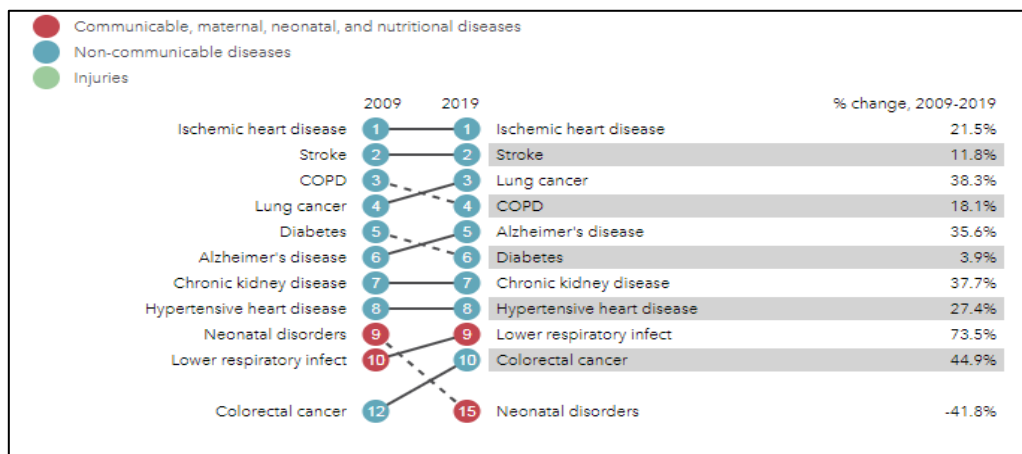 Communicable, maternal, neonatal, and nutritional diseases
Non-communicable diseases
Injuries
2009 2019 % change, 2009-2019
Ischemic heart disease 1 1 Ischemic heart disease 21.5%
Stroke 2 2 Stroke 11.8%
COPD 3 3 Lung cancer 38.3%
Lung cancer 4 4 COPD 18.1%
Diabetes 5 5 Alzheimer's disease 35.6%
Alzheimer's disease 6 6 Diabetes 3.9%
Chronic kidney disease 7 7 Chronic kidney disease 37.7%
Hypertensive heart disease 8 8 Hypertensive heart disease 27.4%
Neonatal disorders 9 9 Lower respiratory infect 73.5%
Lower respiratory infect 10 10 Colorectal cancer 44.9%
Colorectal cancer 12 15 Neonatal disorders -41.8%